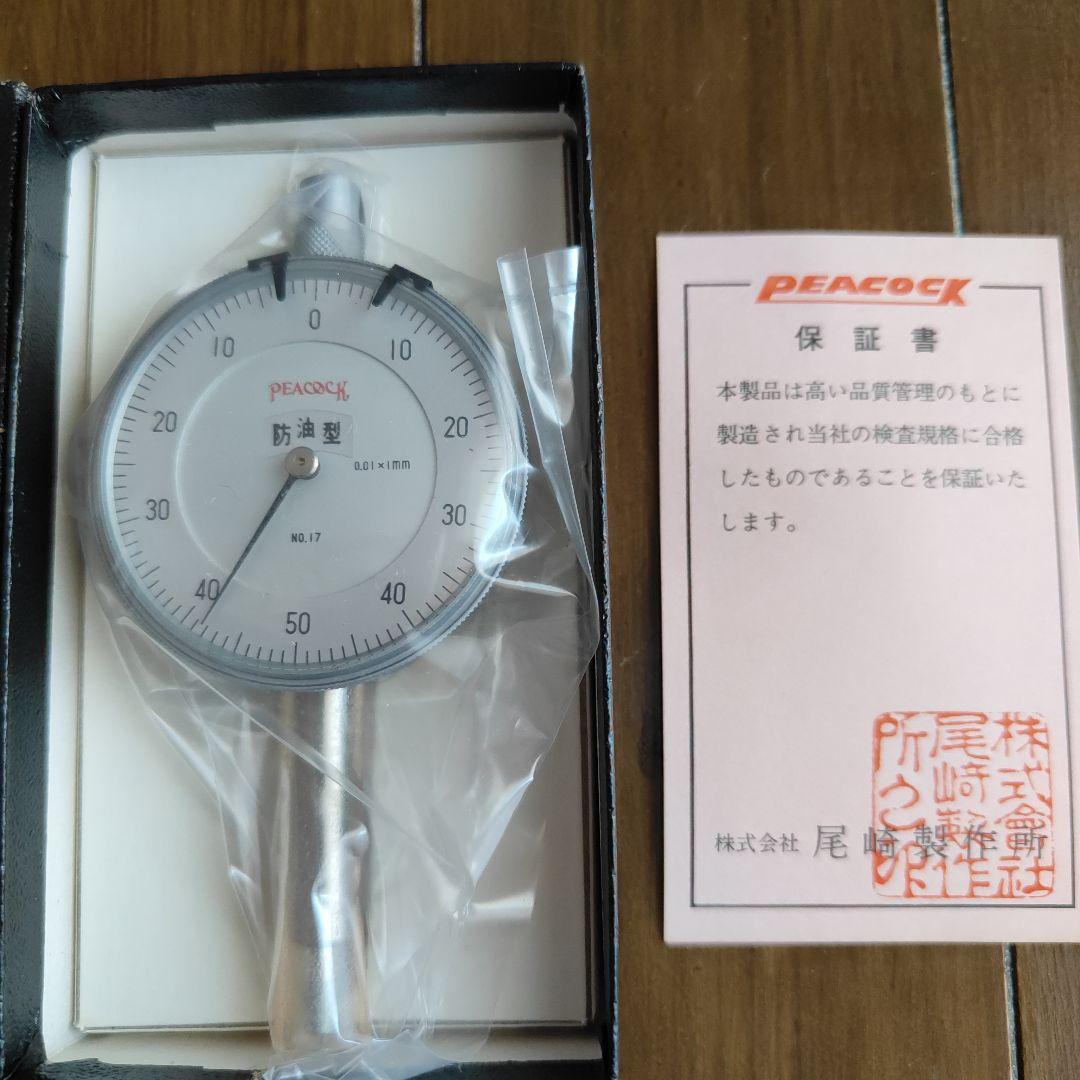 0
10
10
20
20
30
30
40
40
50
PEACOCK
防油型
0.01×1mm
NO.17
PEACOCK
保証書
本製品は高い品質管理のもとに
製造され当社の検査規格に合格
したものであることを保証いた
します。
株式会社 尾崎製作所
株式會社
尾崎製作
所之印